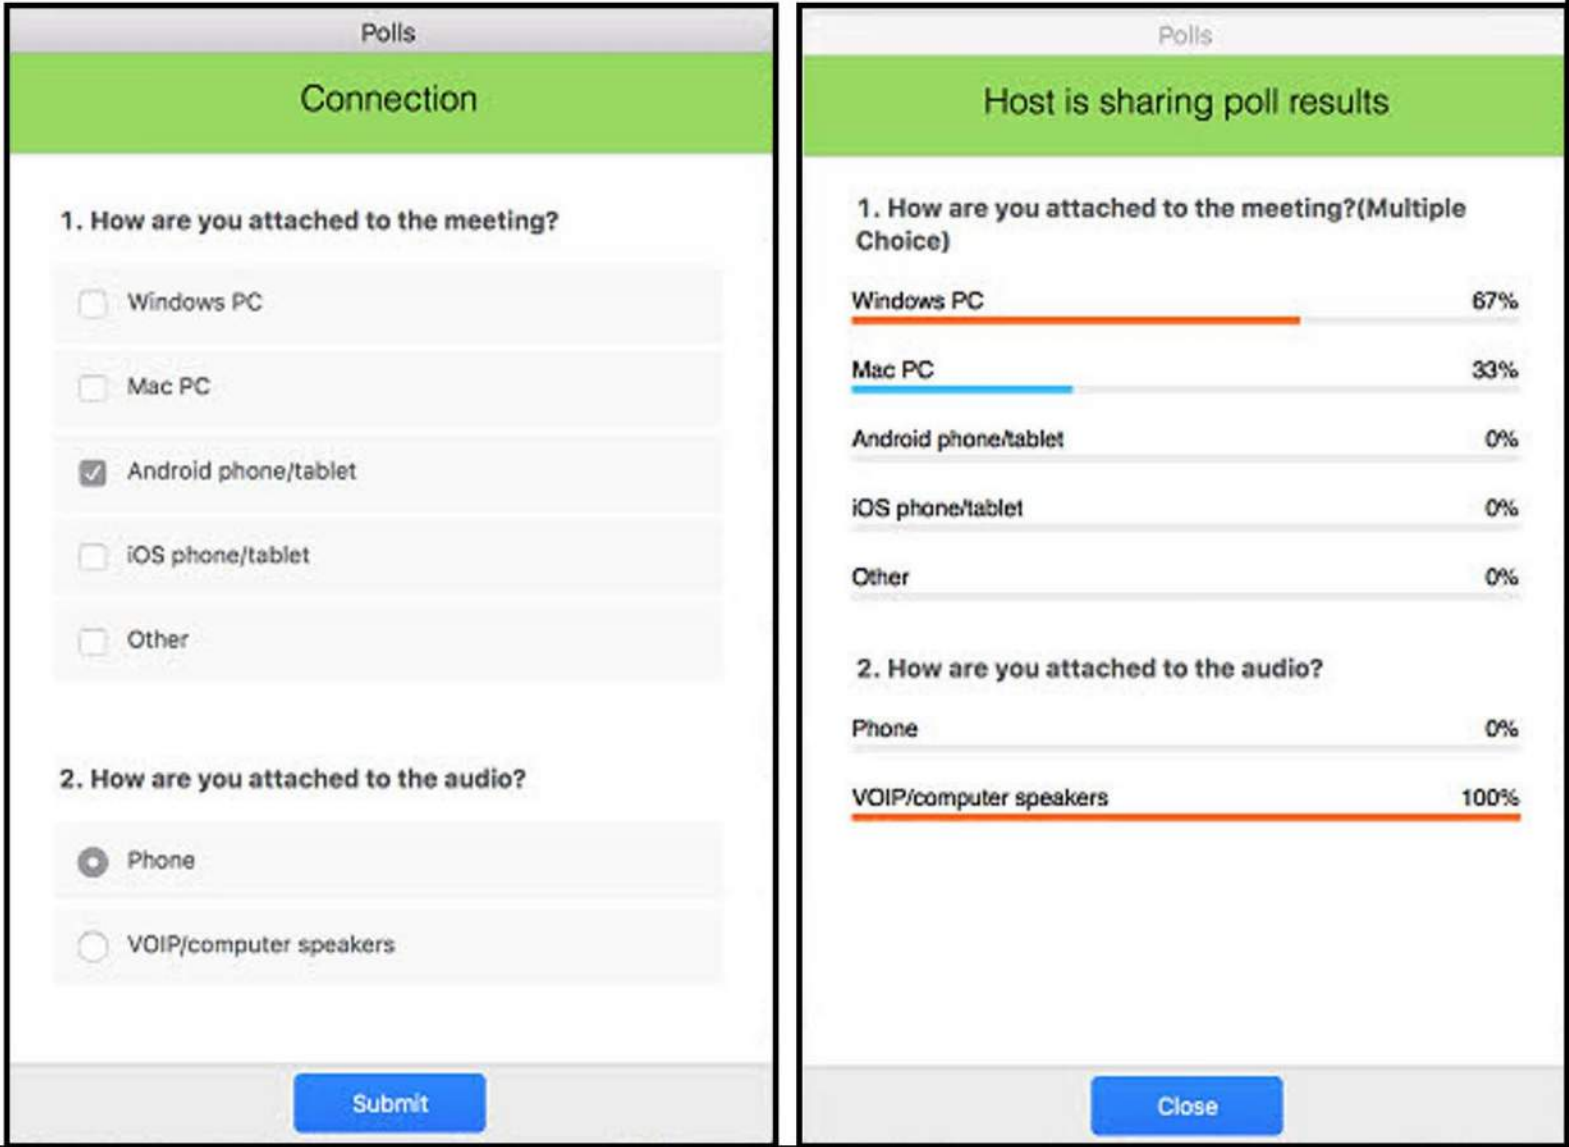 Polls
Connection
1. How are you attached to the meeting?
Windows PC
Mac PC
Android phone/tablet
iOS phone/tablet
Other
2. How are you attached to the audio?
Phone
VOIP/computer speakers
Submit
Polls
Host is sharing poll results
1. How are you attached to the meeting?(Multiple
Choice)
Windows PC 67%
Mac PC 33%
Android phone/tablet 0%
iOS phone/tablet 0%
Other 0%
2. How are you attached to the audio?
Phone 0%
VOIP/computer speakers 100%
Close